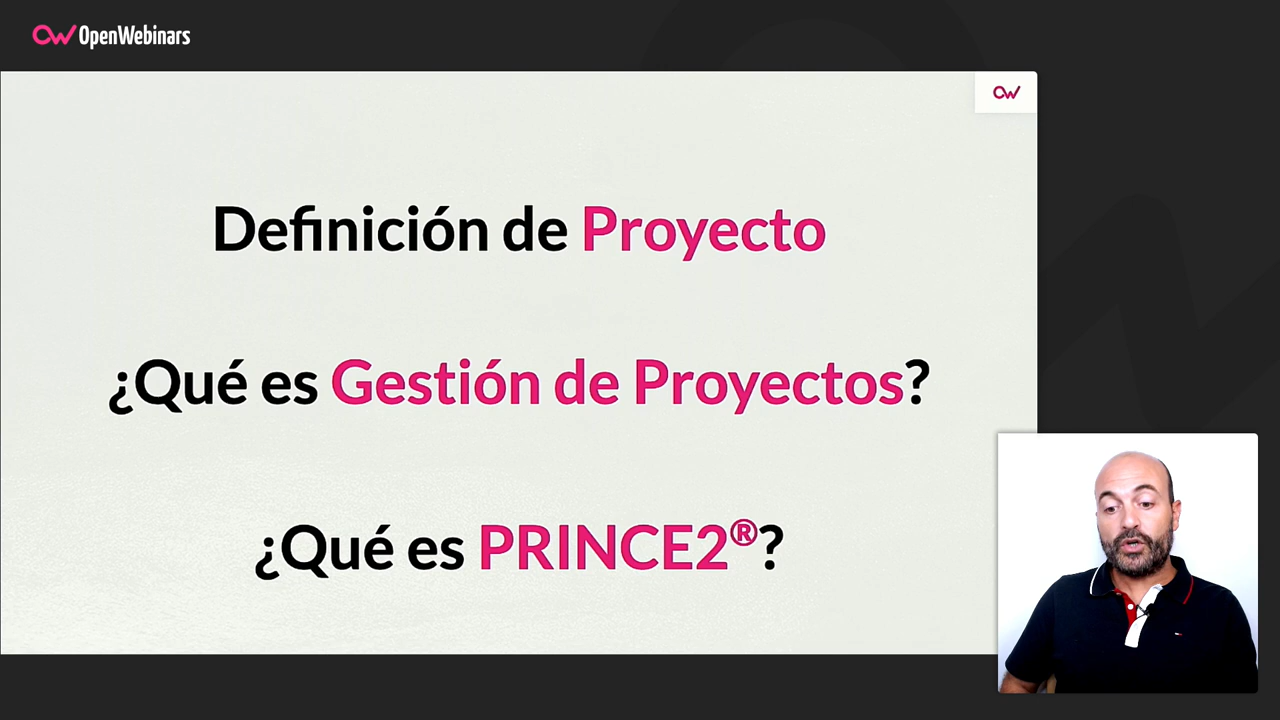 OpenWebinars
Definición de Proyecto
¿Qué es Gestión de Proyectos?
¿Qué es PRINCE2®?